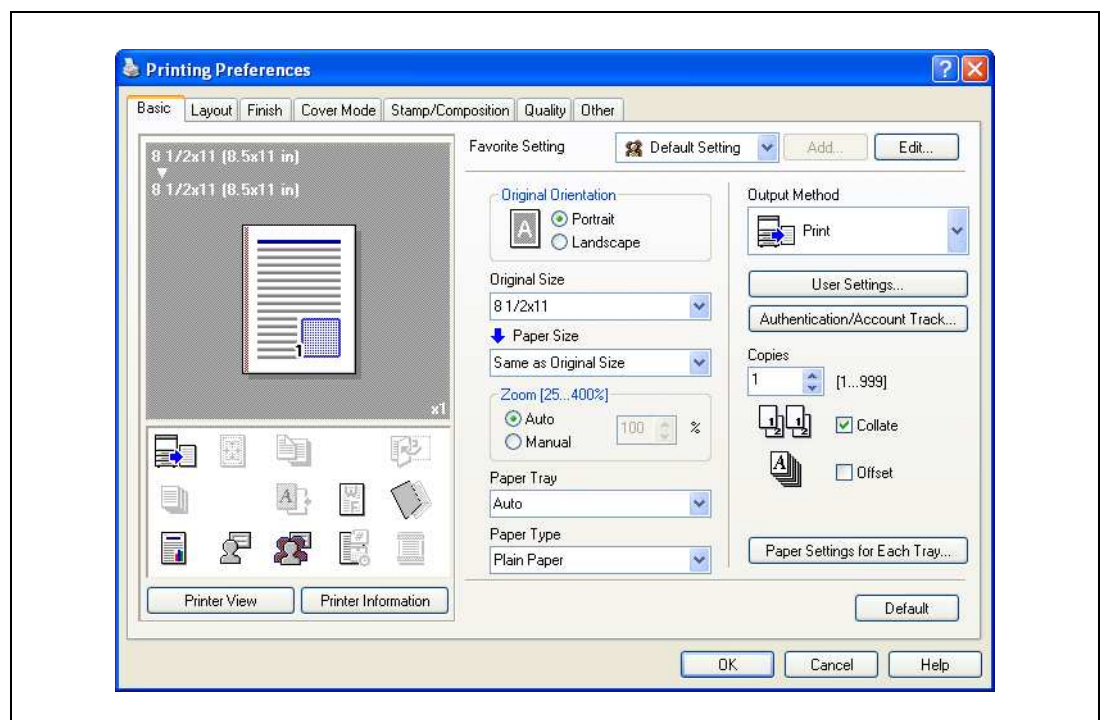 Printing Preferences
Basic Layout Finish Cover Mode Stamp/Composition Quality Other
8 1/2x11 (8.5x11 in)
8 1/2x11 (8.5x11 in)
x1
Printer View
Printer Information
Favorite Setting
Default Setting
Add...
Edit...
Original Orientation
A
Portrait
Landscape
Original Size
8 1/2x11
Paper Size
Same as Original Size
Zoom [25...400%]
Auto
Manual
100 %
Paper Tray
Auto
Paper Type
Plain Paper
Output Method
Print
User Settings...
Authentication/Account Track...
Copies
1 [1...999]
Collate
Offset
Paper Settings for Each Tray...
Default
OK
Cancel
Help